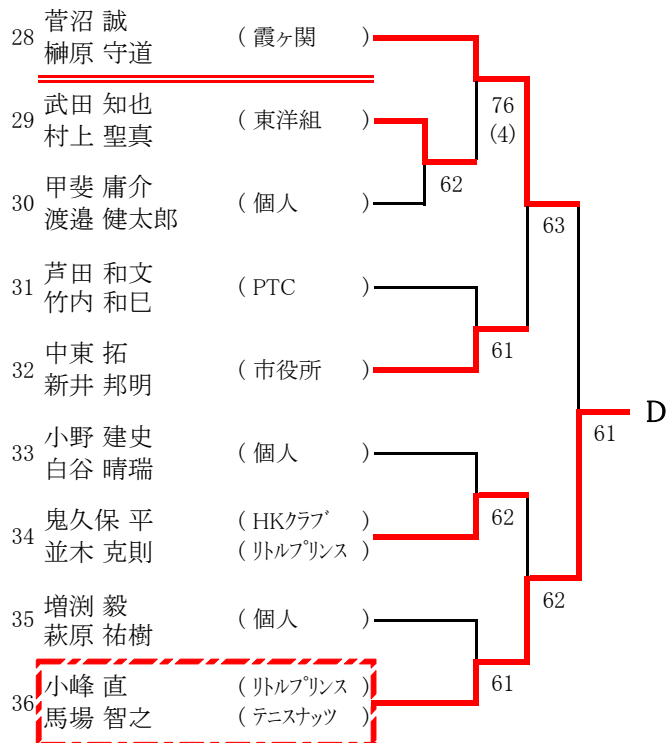 28 菅沼 誠 ( 霞ヶ関 )
榊原 守道
76
(4)
29 武田 知也 ( 東洋組 )
村上 聖真
62
30 甲斐 庸介 ( 個人 )
渡邉 健太郎
63
31 芦田 和文 ( PTC )
竹内 和巳
61
32 中東 拓 ( 市役所 )
新井 邦明
61 D
33 小野 建史 ( 個人 )
白谷 晴瑞
62
34 鬼久保 平 ( HKクラブ )
並木 克則 ( リトルプリンス )
62
35 増渕 毅 ( 個人 )
萩原 祐樹
61
36 小峰 直 ( リトルプリンス )
馬場 智之 ( テニスナッツ )